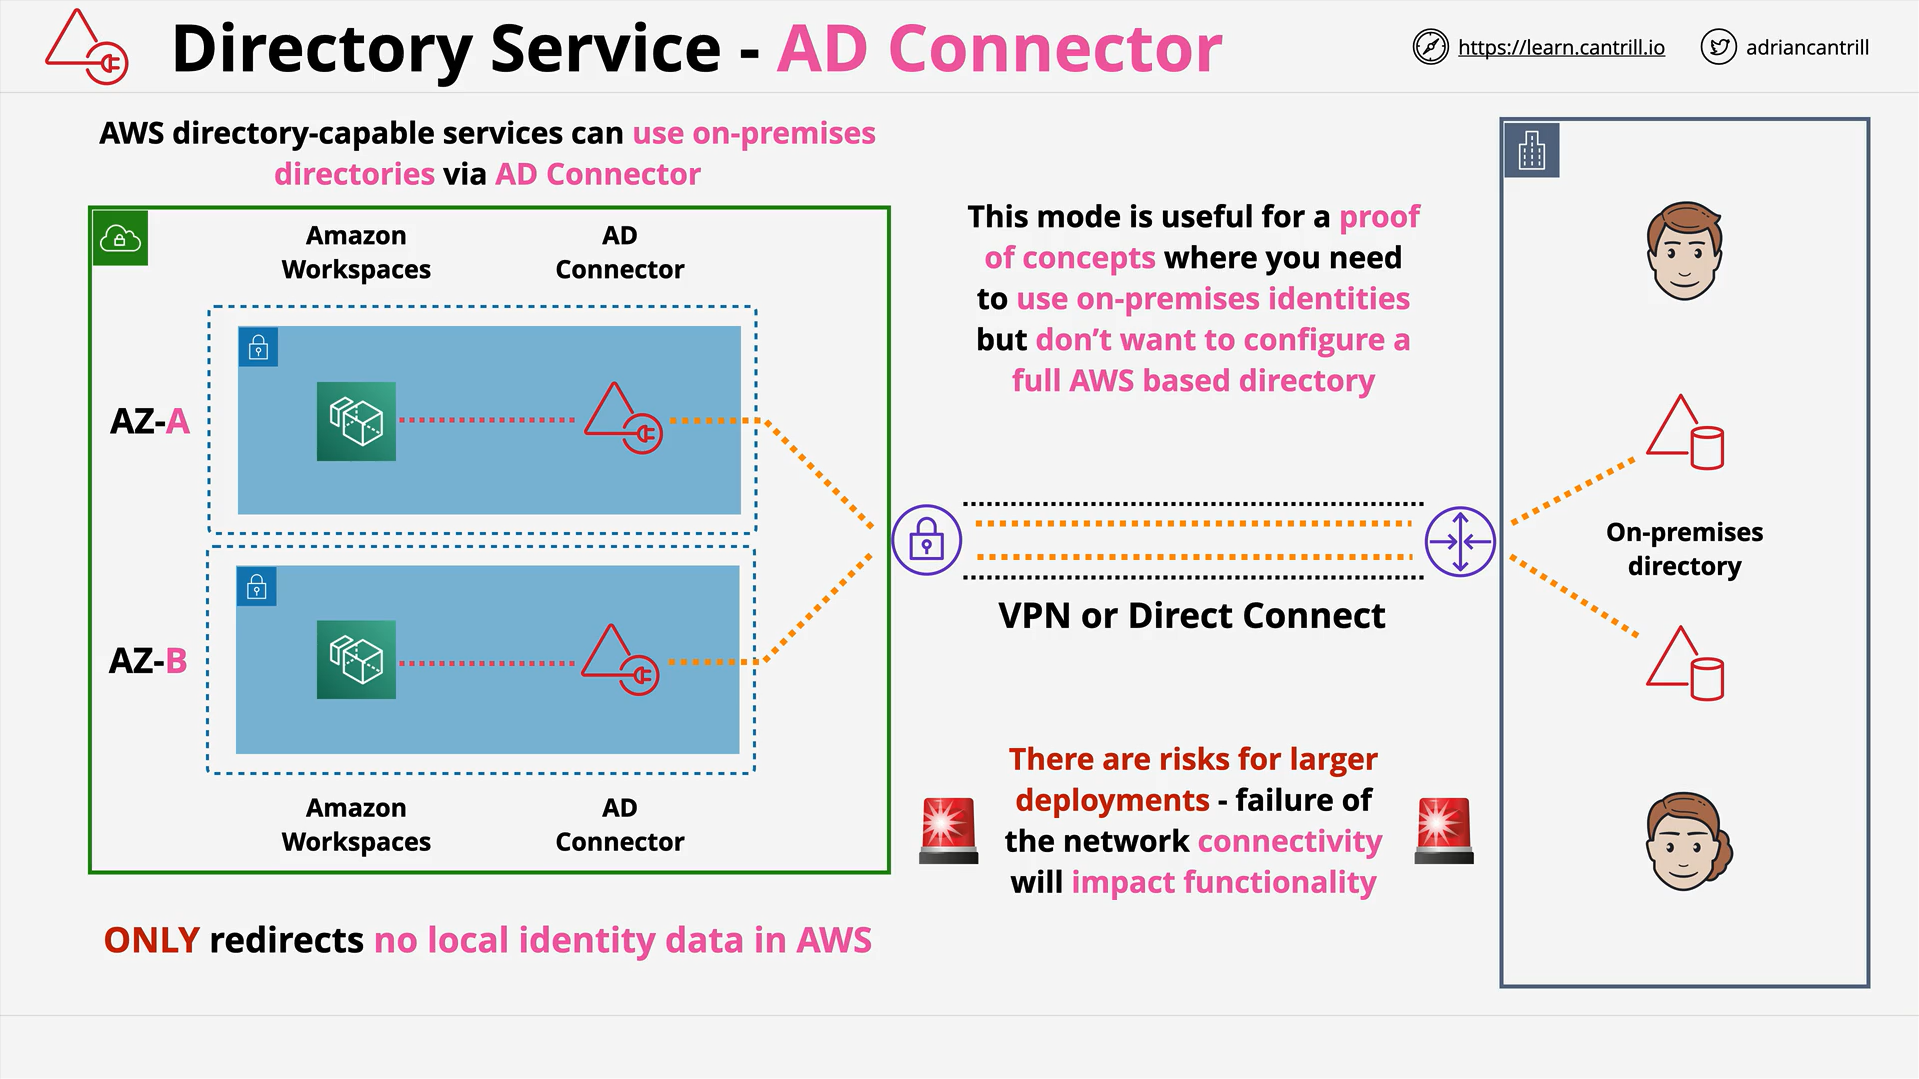 Directory Service - AD Connector
https://learn.cantrill.io
adriancantrill
AWS directory-capable services can use on-premises
directories via AD Connector
Amazon
Workspaces
AD
Connector
AZ-A
AZ-B
Amazon
Workspaces
AD
Connector
ONLY redirects no local identity data in AWS
This mode is useful for a proof
of concepts where you need
to use on-premises identities
but don’t want to configure a
full AWS based directory
VPN or Direct Connect
There are risks for larger
deployments - failure of
the network connectivity
will impact functionality
On-premises
directory